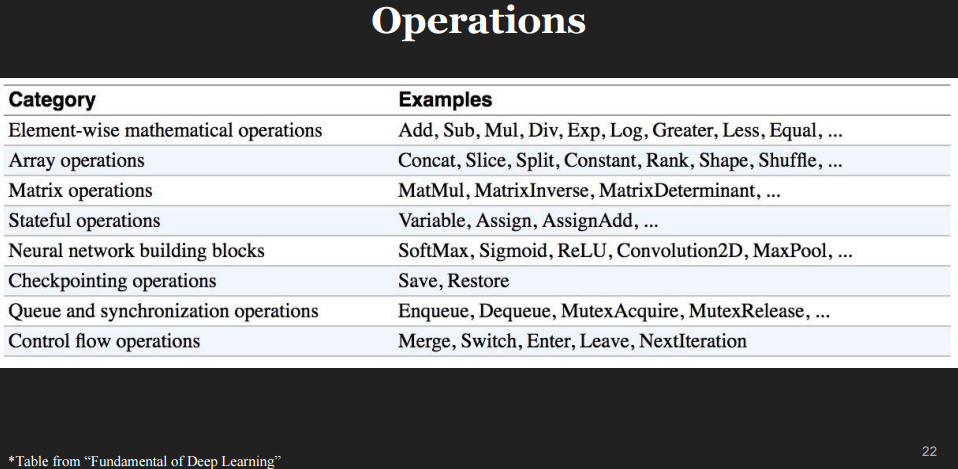 Operations
Category Examples
Element-wise mathematical operations Add, Sub, Mul, Div, Exp, Log, Greater, Less, Equal, ...
Array operations Concat, Slice, Split, Constant, Rank, Shape, Shuffle, ...
Matrix operations MatMul, MatrixInverse, MatrixDeterminant, ...
Stateful operations Variable, Assign, AssignAdd, ...
Neural network building blocks SoftMax, Sigmoid, ReLU, Convolution2D, MaxPool, ...
Checkpointing operations Save, Restore
Queue and synchronization operations Enqueue, Dequeue, MutexAcquire, MutexRelease, ...
Control flow operations Merge, Switch, Enter, Leave, NextIteration
22
*Table from “Fundamental of Deep Learning”